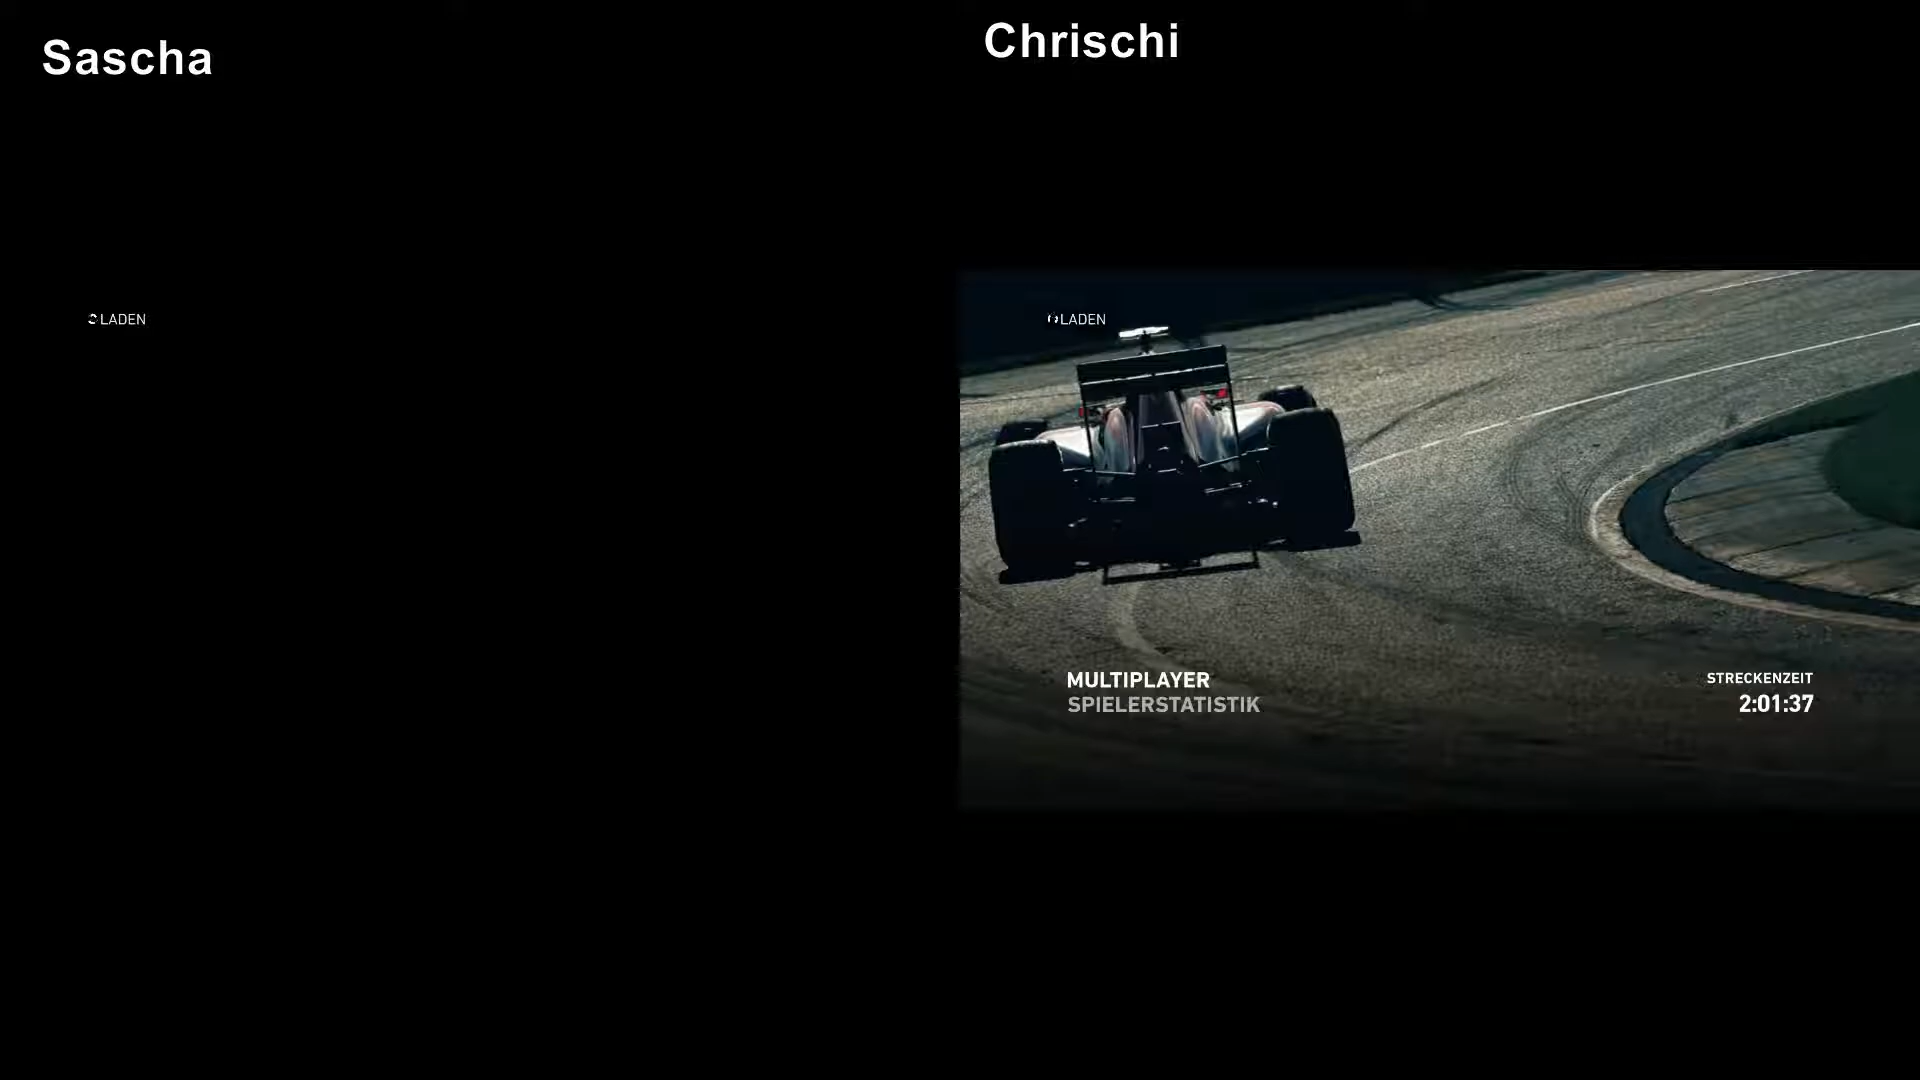 Sascha
Chrischi
LADEN
LADEN
MULTIPLAYER
SPIELERSTATISTIK
STRECKENZEIT
2:01:37